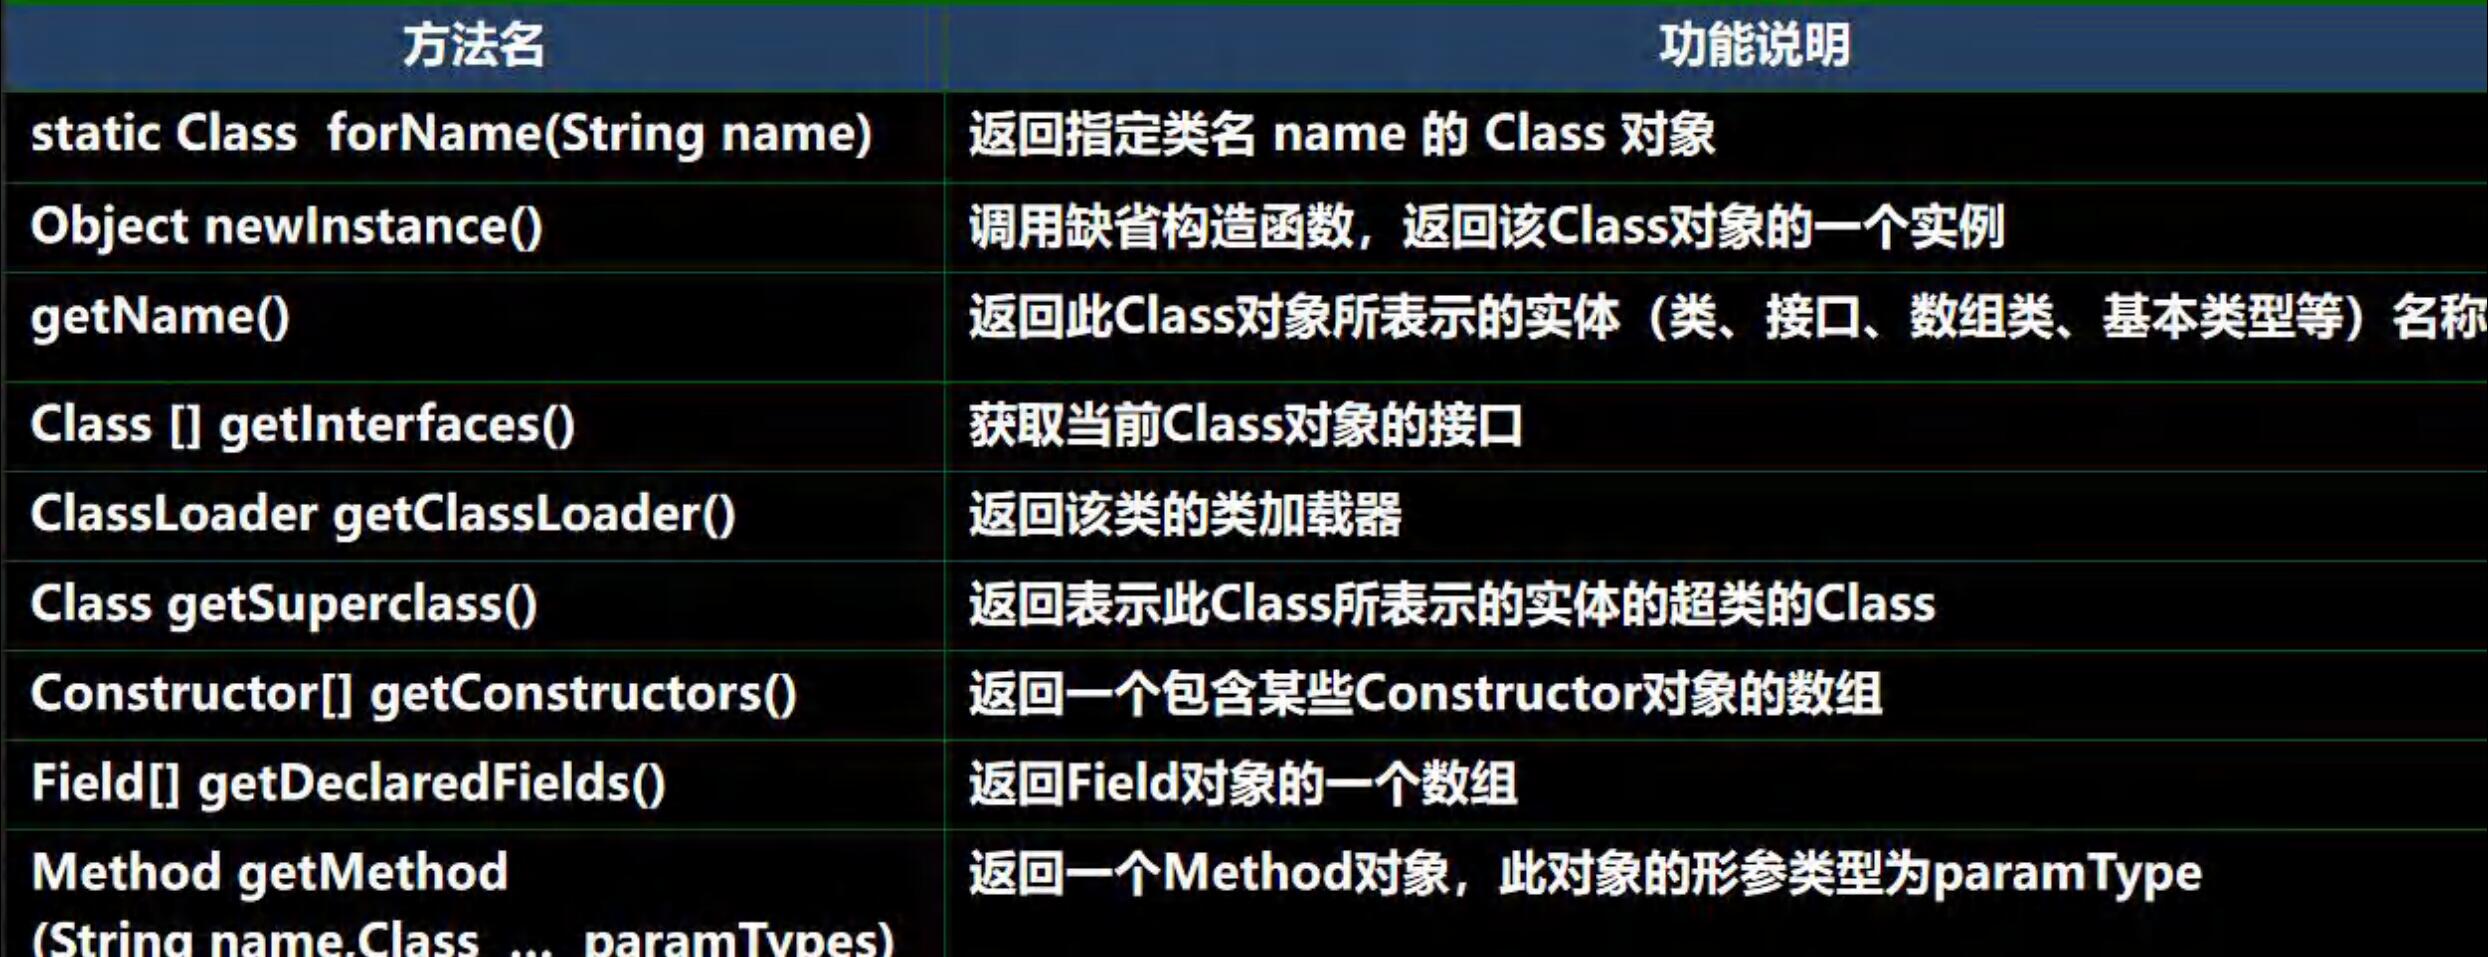 方法名
功能说明
static Class  forName(String name)
返回指定类名 name 的 Class 对象
Object newInstance()
调用缺省构造函数，返回该Class对象的一个实例
getName()
返回此Class对象所表示的实体（类、接口、数组类、基本类型等）名称
Class [] getInterfaces()
获取当前Class对象的接口
ClassLoader getClassLoader()
返回该类的类加载器
Class getSuperclass()
返回表示此Class所表示的实体的超类的Class
Constructor[] getConstructors()
返回一个包含某些Constructor对象的数组
Field[] getDeclaredFields()
返回Field对象的一个数组
Method getMethod
(String name,Class  …  paramTypes)
返回一个Method对象，此对象的形参类型为paramType